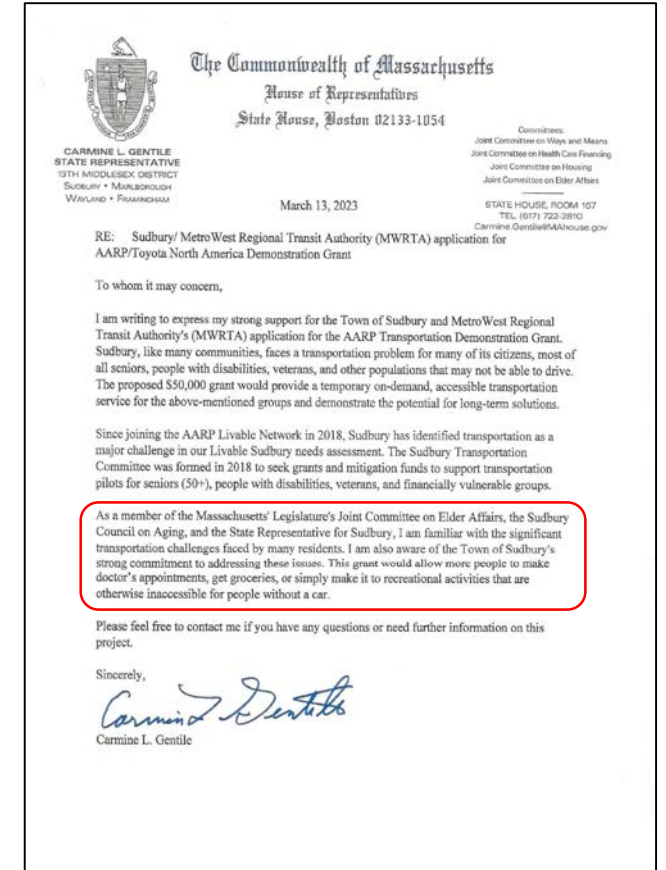 The Commonwealth of Massachusetts
House of Representatives
State House, Boston 02133-1054
CARMINE L. GENTILE
STATE REPRESENTATIVE
13TH MIDDLESEX DISTRICT
SUDBURY • MARLBOROUGH
WAYLAND • FRAMINGHAM
Committees:
Joint Committee on Ways and Means
Joint Committee on Health Care Financing
Joint Committee on Housing
Joint Committee on Elder Affairs
STATE HOUSE, ROOM 167
TEL. (617) 722-2810
Carmine.Gentile@MAhouse.gov
March 13, 2023
RE: Sudbury/ MetroWest Regional Transit Authority (MWRTA) application for
AARP/Toyota North America Demonstration Grant
To whom it may concern,
I am writing to express my strong support for the Town of Sudbury and MetroWest Regional
Transit Authority's (MWRTA) application for the AARP Transportation Demonstration Grant.
Sudbury, like many communities, faces a transportation problem for many of its citizens, most of
all seniors, people with disabilities, veterans, and other populations that may not be able to drive.
The proposed $50,000 grant would provide a temporary on-demand, accessible transportation
service for the above-mentioned groups and demonstrate the potential for long-term solutions.
Since joining the AARP Livable Network in 2018, Sudbury has identified transportation as a
major challenge in our Livable Sudbury needs assessment. The Sudbury Transportation
Committee was formed in 2018 to seek grants and mitigation funds to support transportation
pilots for seniors (50+), people with disabilities, veterans, and financially vulnerable groups.
As a member of the Massachusetts' Legislature's Joint Committee on Elder Affairs, the Sudbury
Council on Aging, and the State Representative for Sudbury, I am familiar with the significant
transportation challenges faced by many residents. I am also aware of the Town of Sudbury's
strong commitment to addressing these issues. This grant would allow more people to make
doctor's appointments, get groceries, or simply make it to recreational activities that are
otherwise inaccessible for people without a car.
Please feel free to contact me if you have any questions or need further information on this
project.
Sincerely,
Carmine L Gentile
Carmine L. Gentile